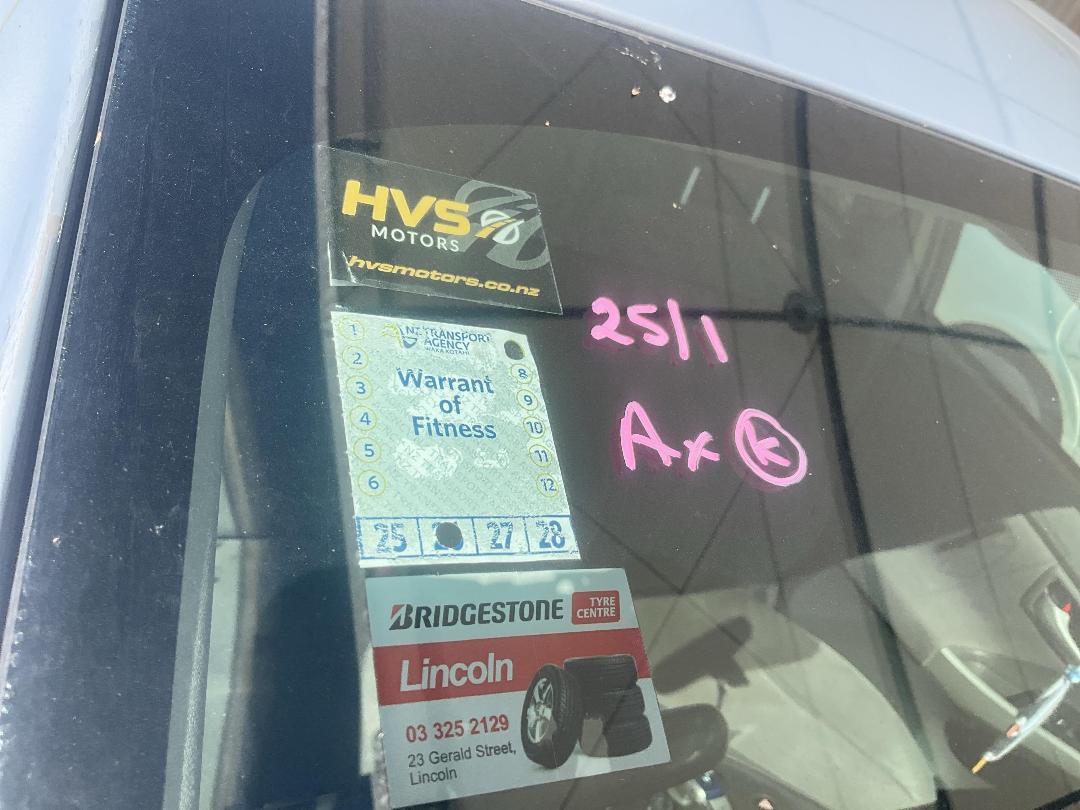 HVS
MOTORS
hvsmotors.co.nz
NZ TRANSPORT
AGENCY
WAKA KOTAHI
Warrant
of
Fitness
1
2
3
4
5
6
8
9
10
11
12
25 27 28
25/1
Ax K
BRIDGESTONE TYRE CENTRE
Lincoln
03 325 2129
23 Gerald Street,
Lincoln